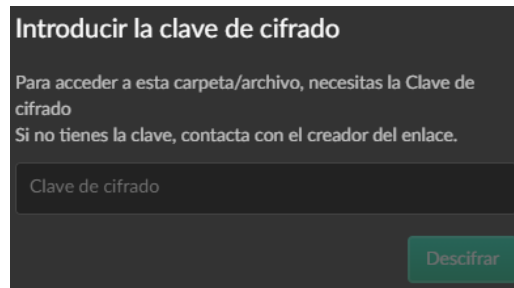 Introducir la clave de cifrado
Para acceder a esta carpeta/archivo, necesitas la Clave de
cifrado
Si no tienes la clave, contacta con el creador del enlace.
Clave de cifrado
Descifrar